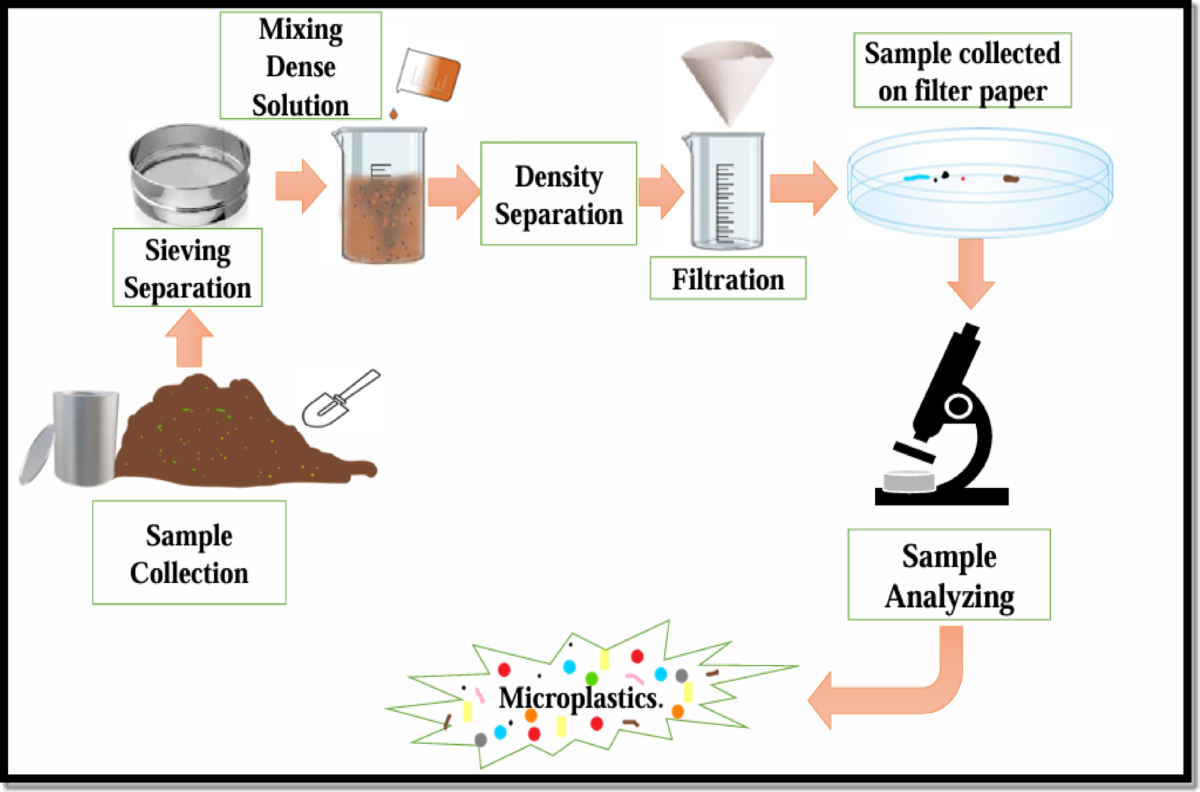 Mixing
Dense
Solution
Sample collected
on filter paper
Density
Separation
Sieving
Separation
Filtration
Sample
Collection
Sample
Analyzing
Microplastics.